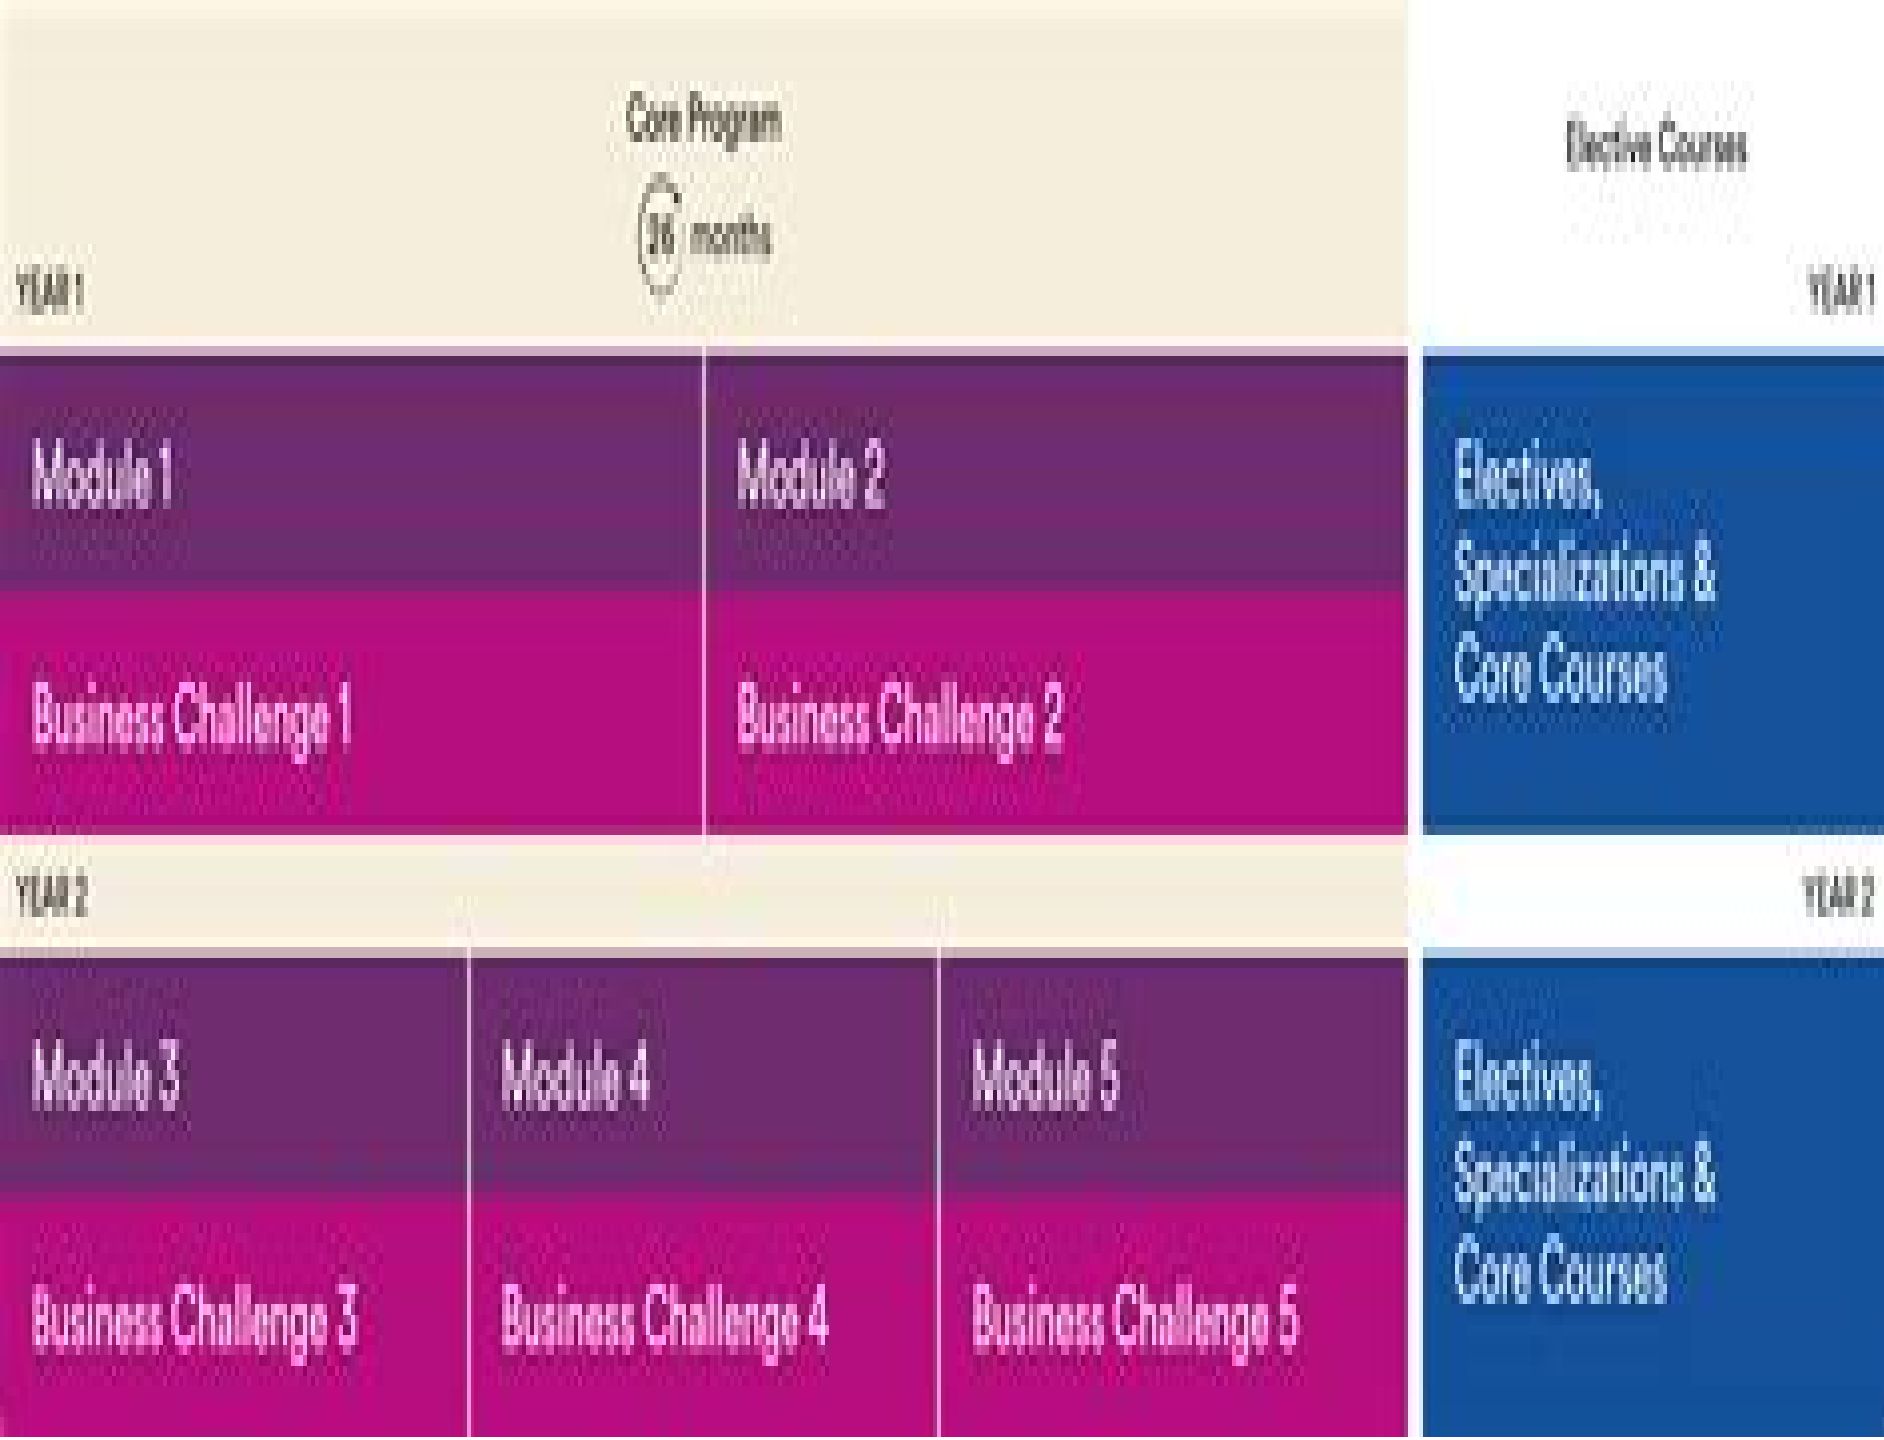 Core Program
months
Elective Courses
YEAR 1
YEAR 1
Module 1
Module 2
Electives,
Specializations &
Core Courses
Business Challenge 1
Business Challenge 2
YEAR 2
YEAR 2
Module 3
Module 4
Module 5
Electives,
Specializations &
Core Courses
Business Challenge 3
Business Challenge 4
Business Challenge 5